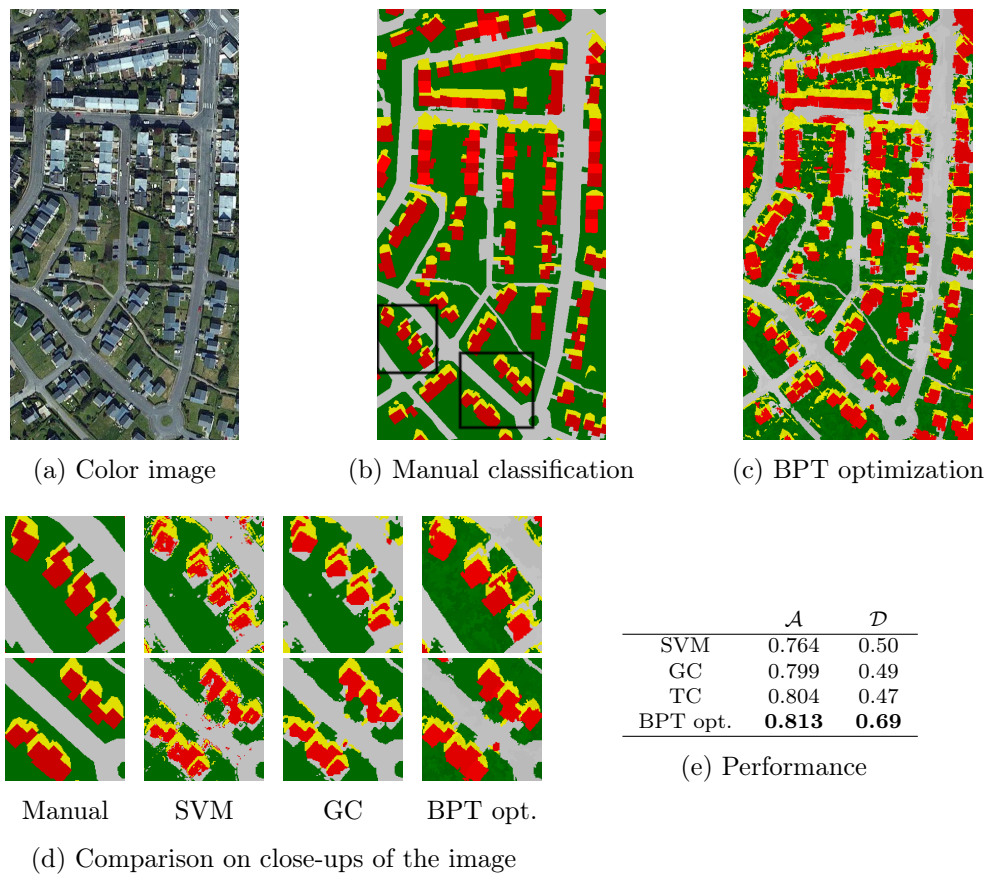 (a) Color image
(b) Manual classification
(c) BPT optimization
Manual
SVM
GC
BPT opt.
(d) Comparison on close-ups of the image
𝒜 𝒟
SVM 0.764 0.50
GC 0.799 0.49
TC 0.804 0.47
BPT opt. 0.813 0.69
(e) Performance